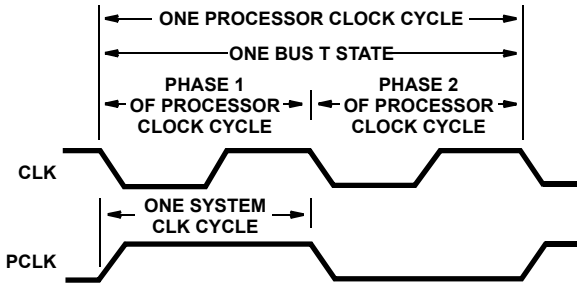 ONE PROCESSOR CLOCK CYCLE
ONE BUS T STATE
PHASE 1
OF PROCESSOR
CLOCK CYCLE
PHASE 2
OF PROCESSOR
CLOCK CYCLE
CLK
ONE SYSTEM
CLK CYCLE
PCLK